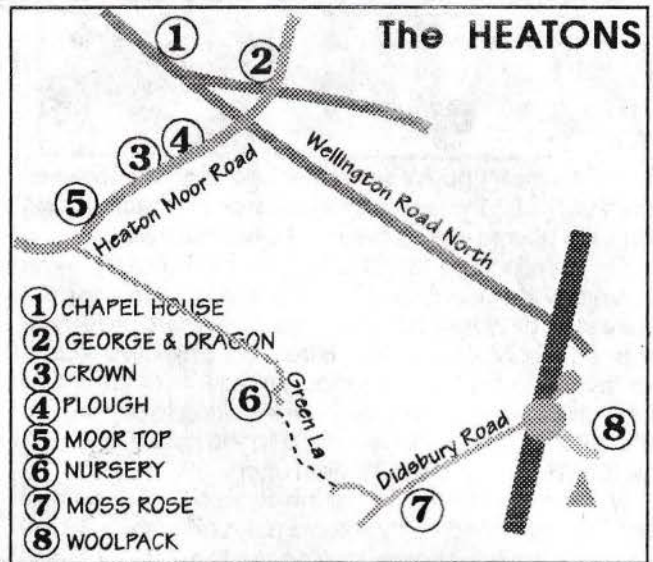 The HEATONS
1
2
3
4
5
Heaton Moor Road
Wellington Road North
1 CHAPEL HOUSE
2 GEORGE & DRAGON
3 CROWN
4 PLOUGH
5 MOOR TOP
6 NURSERY
7 MOSS ROSE
8 WOOLPACK
6
Green La
Didsbury Road
7
8